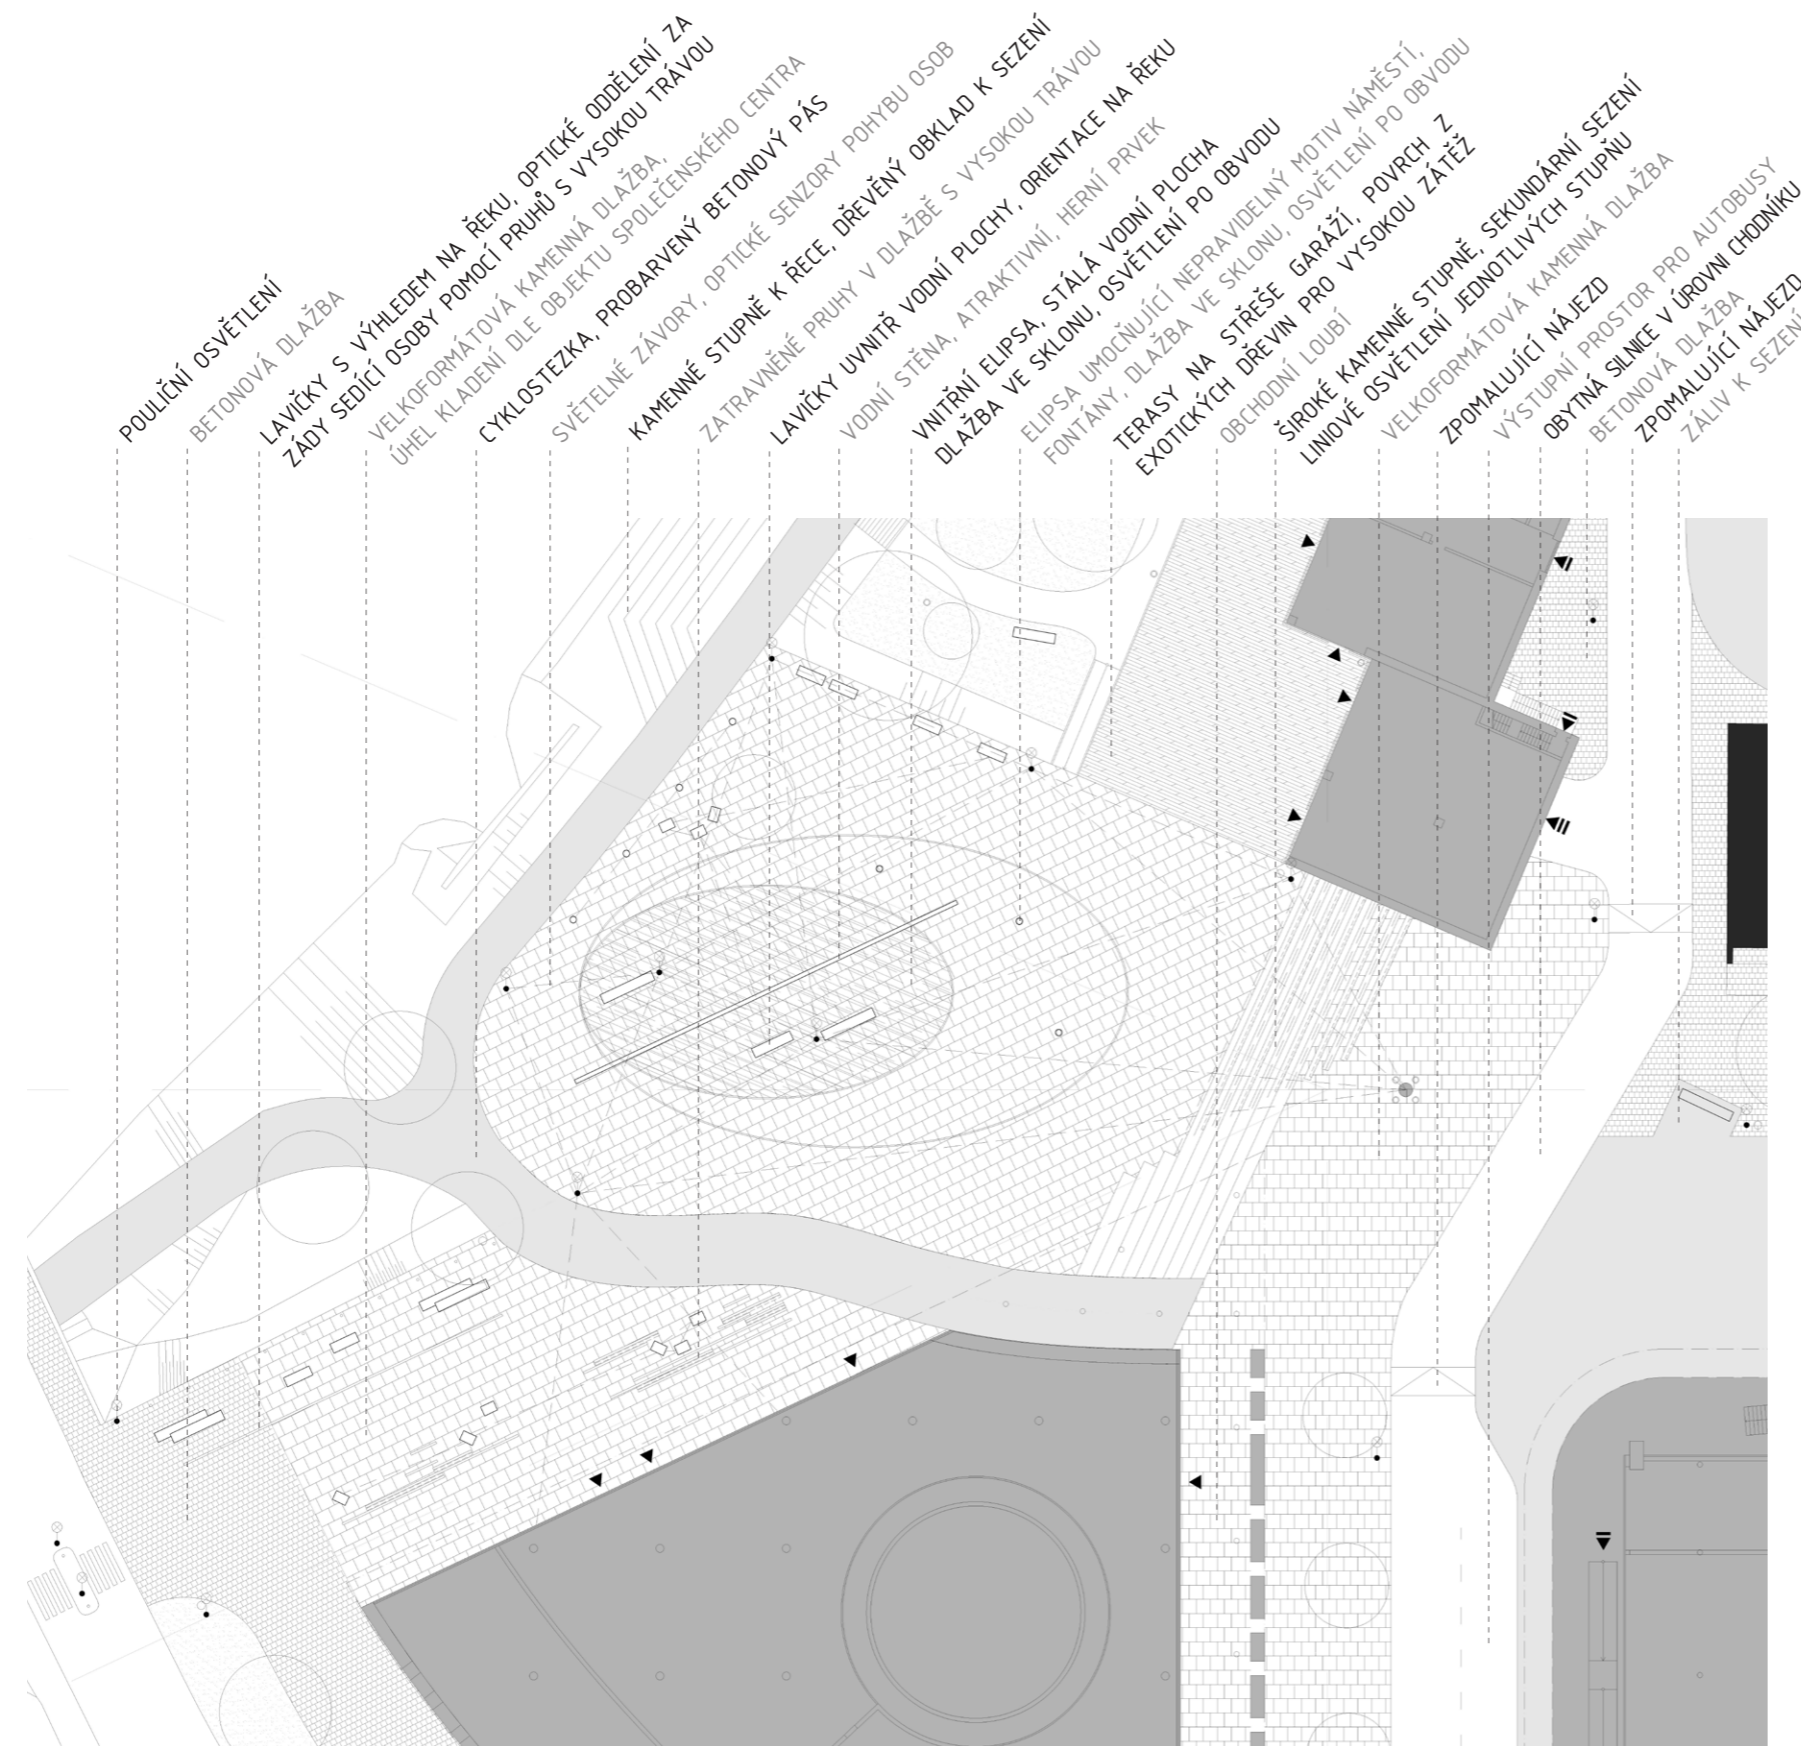 POULIČNÍ OSVĚTLENÍ
BETONOVÁ DLAŽBA
LAVIČKY S VÝHLEDEM NA ŘEKU, OPTICKÉ ODDĚLENÍ ZA
ZÁDY SEDÍCÍ OSOBY POMOCÍ PRUHŮ S VYSOKOU TRÁVOU
VELKOFORMÁTOVÁ KAMENNÁ DLAŽBA,
ÚHEL KLADENÍ DLE OBJEKTU SPOLEČENSKÉHO CENTRA
CYKLOSTEZKA, PROBARVENÝ BETONOVÝ PÁS
SVĚTELNÉ ZÁVORY, OPTICKÉ SENZORY POHYBU OSOB
KAMENNÉ STUPNĚ K ŘECE, DŘEVĚNÝ OBKLAD K SEZENÍ
ZATRAVNĚNÉ PRUHY V DLAŽBĚ S VYSOKOU TRÁVOU
LAVIČKY UVNITŘ VODNÍ PLOCHY, ORIENTACE NA ŘEKU
VODNÍ STĚNA, ATRAKTIVNÍ, HERNÍ PRVEK
VNITŘNÍ ELIPSA, STÁLÁ VODNÍ PLOCHA
DLAŽBA VE SKLONU, OSVĚTLENÍ PO OBVODU
ELIPSA UMOCŇUJÍCÍ NEPRAVIDELNÝ MOTIV NÁMĚSTÍ,
FONTÁNY, DLAŽBA VE SKLONU, OSVĚTLENÍ PO OBVODU
TERASY NA STŘEŠE GARÁŽÍ, POVRCH Z
EXOTICKÝCH DŘEVIN PRO VYSOKOU ZÁTĚŽ
OBCHODNÍ LOUBÍ
ŠIROKÉ KAMENNÉ STUPNĚ, SEKUNDÁRNÍ SEZENÍ
LINIOVÉ OSVĚTLENÍ JEDNOTLIVÝCH STUPŇU
VELKOFORMÁTOVÁ KAMENNÁ DLAŽBA
ZPOMALUJÍCÍ NÁJEZD
VÝSTUPNÍ PROSTOR PRO AUTOBUSY
OBYTNÁ SILNICE V ÚROVNI CHODNÍKU
BETONOVÁ DLAŽBA
ZPOMALUJÍCÍ NÁJEZD
ZÁLIV K SEZENÍ